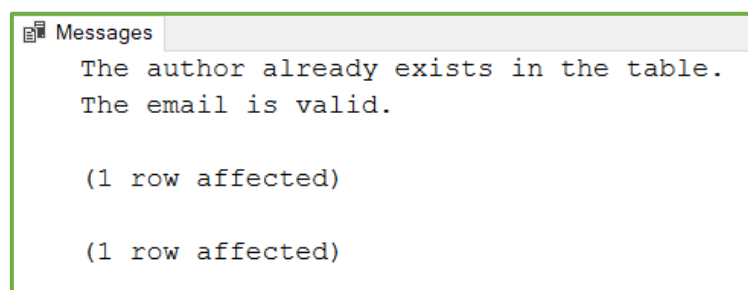 Messages
The author already exists in the table.
The email is valid.
(1 row affected)
(1 row affected)